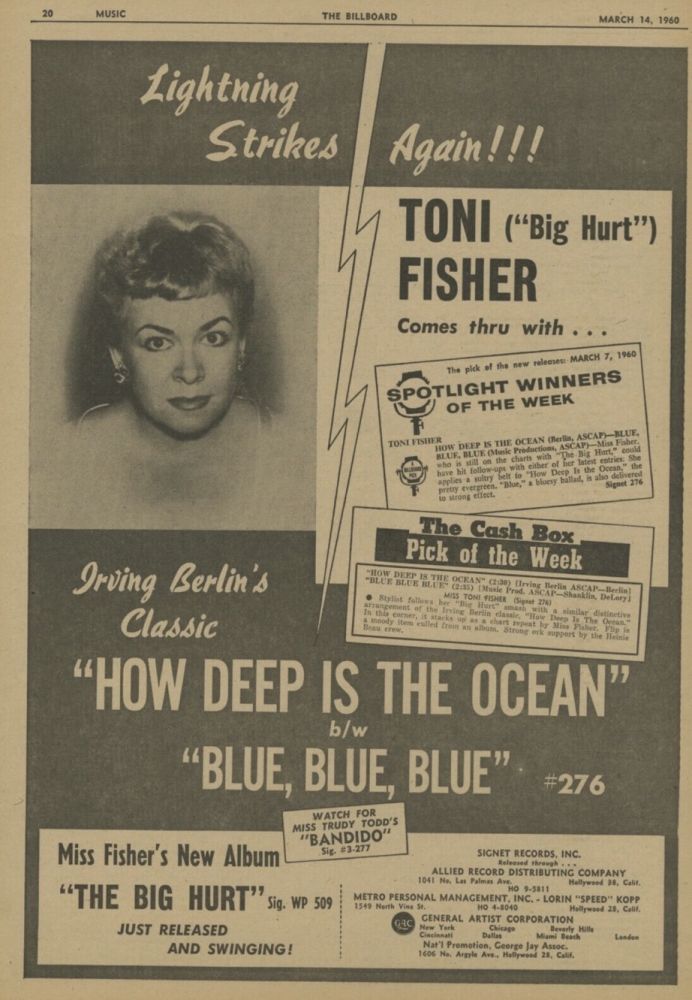 20 MUSIC THE BILLBOARD MARCH 14, 1960
Lightning
Strikes Again!!!
TONI ("Big Hurt")
FISHER
Comes thru with . . .
The pick of the new releases: MARCH 7, 1960
SPOTLIGHT WINNERS
OF THE WEEK
TONI FISHER
HOW DEEP IS THE OCEAN (Berlin, ASCAP)—BLUE,
BLUE, BLUE (Music Productions, ASCAP)—Miss Fisher,
who is still on the charts with "The Big Hurt," could
have hit follow-ups with either of her latest entries. She
applies a sultry belt to "How Deep Is the Ocean," the
pretty evergreen. "Blue," a bluesy ballad, is also delivered
to strong effect. Signet 276
The Cash Box
Pick of the Week
"HOW DEEP IS THE OCEAN" (2:30) [Irving Berlin ASCAP—Berlin]
"BLUE BLUE BLUE" (2:35) [Music Prod. ASCAP—Shanklin, DeLory]
MISS TONI FISHER (Signet 276)
● Stylist follows her "Big Hurt" smash with a similar distinctive
arrangement of the Irving Berlin classic, "How Deep Is The Ocean."
In this corner, it stacks up as a chart repeat by Miss Fisher. Flip is
a moody item culled from an album. Strong ork support by the Heinie
Beau crew.
Irving Berlin's
Classic
"HOW DEEP IS THE OCEAN"
b/w
"BLUE, BLUE, BLUE" #276
WATCH FOR
MISS TRUDY TODD'S
"BANDIDO"
Sig. #3-277
Miss Fisher's New Album
"THE BIG HURT" Sig. WP 509
JUST RELEASED
AND SWINGING!
SIGNET RECORDS, INC.
Released through . . .
ALLIED RECORD DISTRIBUTING COMPANY
1041 No. Las Palmas Ave. Hollywood 38, Calif.
HO 9-5811
METRO PERSONAL MANAGEMENT, INC. - LORIN "SPEED" KOPP
1549 North Vine St. HO 4-8040 Hollywood 28, Calif.
GAC GENERAL ARTIST CORPORATION
New York Chicago Beverly Hills
Cincinnati Dallas Miami Beach London
Nat'l Promotion, George Jay Assoc.
1606 No. Argyle Ave., Hollywood 28, Calif.